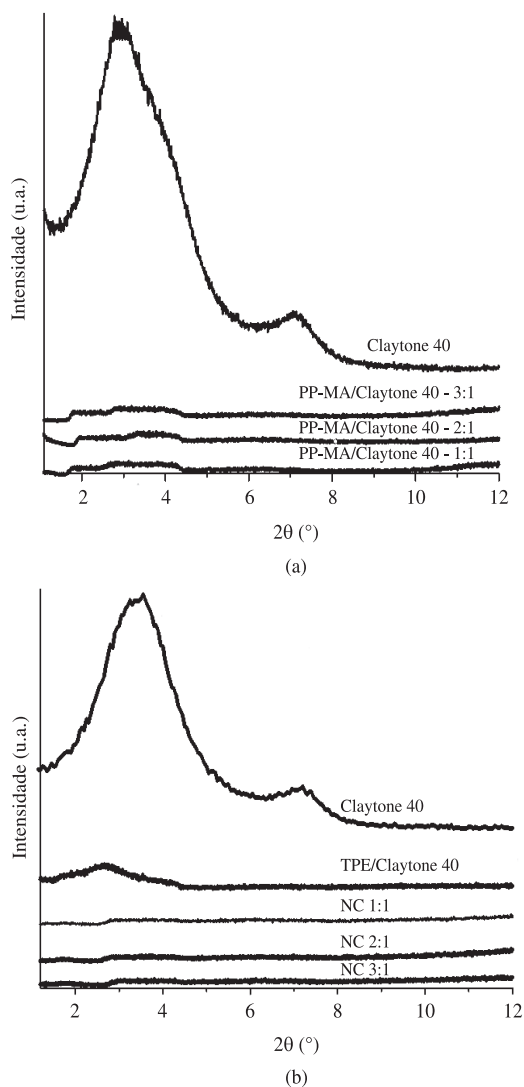 Intensidade (u.a.)
Claytone 40
PP-MA/Claytone 40 - 3:1
PP-MA/Claytone 40 - 2:1
PP-MA/Claytone 40 - 1:1
2 4 6 8 10 12
2θ (°)
(a)
Intensidade (u.a.)
Claytone 40
TPE/Claytone 40
NC 1:1
NC 2:1
NC 3:1
2 4 6 8 10 12
2θ (°)
(b)